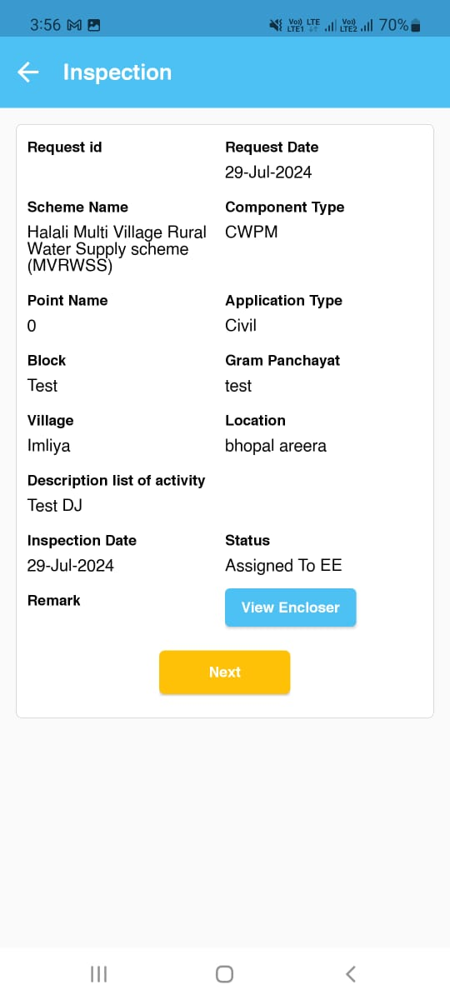 3:56
Vo)) LTE
LTE1
Vo))
LTE2
70%
Inspection
Request id
Request Date
29-Jul-2024
Scheme Name
Component Type
Halali Multi Village Rural
Water Supply scheme
(MVRWSS)
CWPM
Point Name
Application Type
0
Civil
Block
Gram Panchayat
Test
test
Village
Location
Imliya
bhopal areera
Description list of activity
Test DJ
Inspection Date
Status
29-Jul-2024
Assigned To EE
Remark
View Encloser
Next